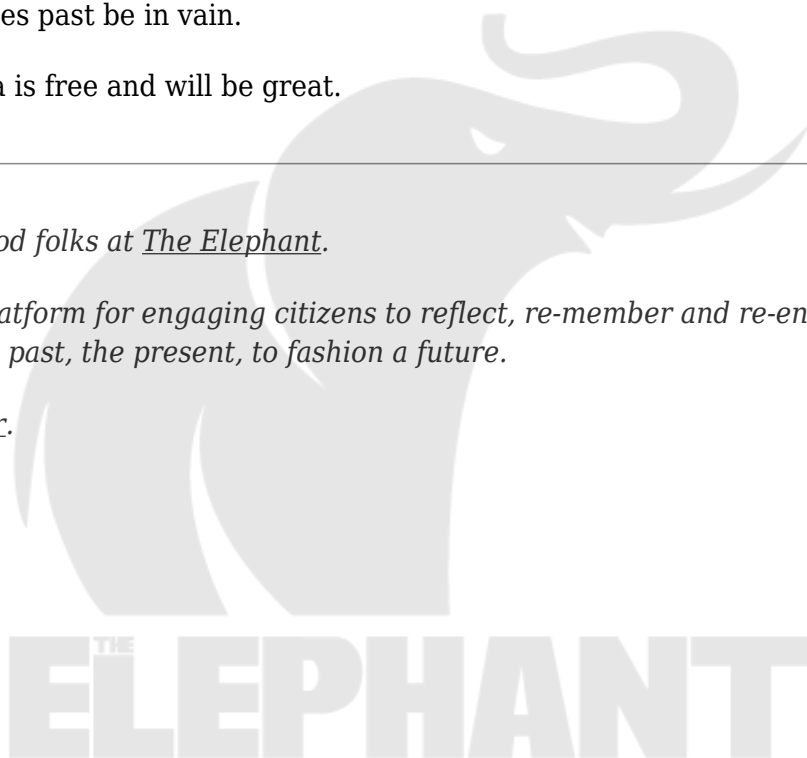 es past be in vain.
a is free and will be great.
od folks at The Elephant.
atform for engaging citizens to reflect, re-member and re-en
past, the present, to fashion a future.
r.
THE
ELEPHANT